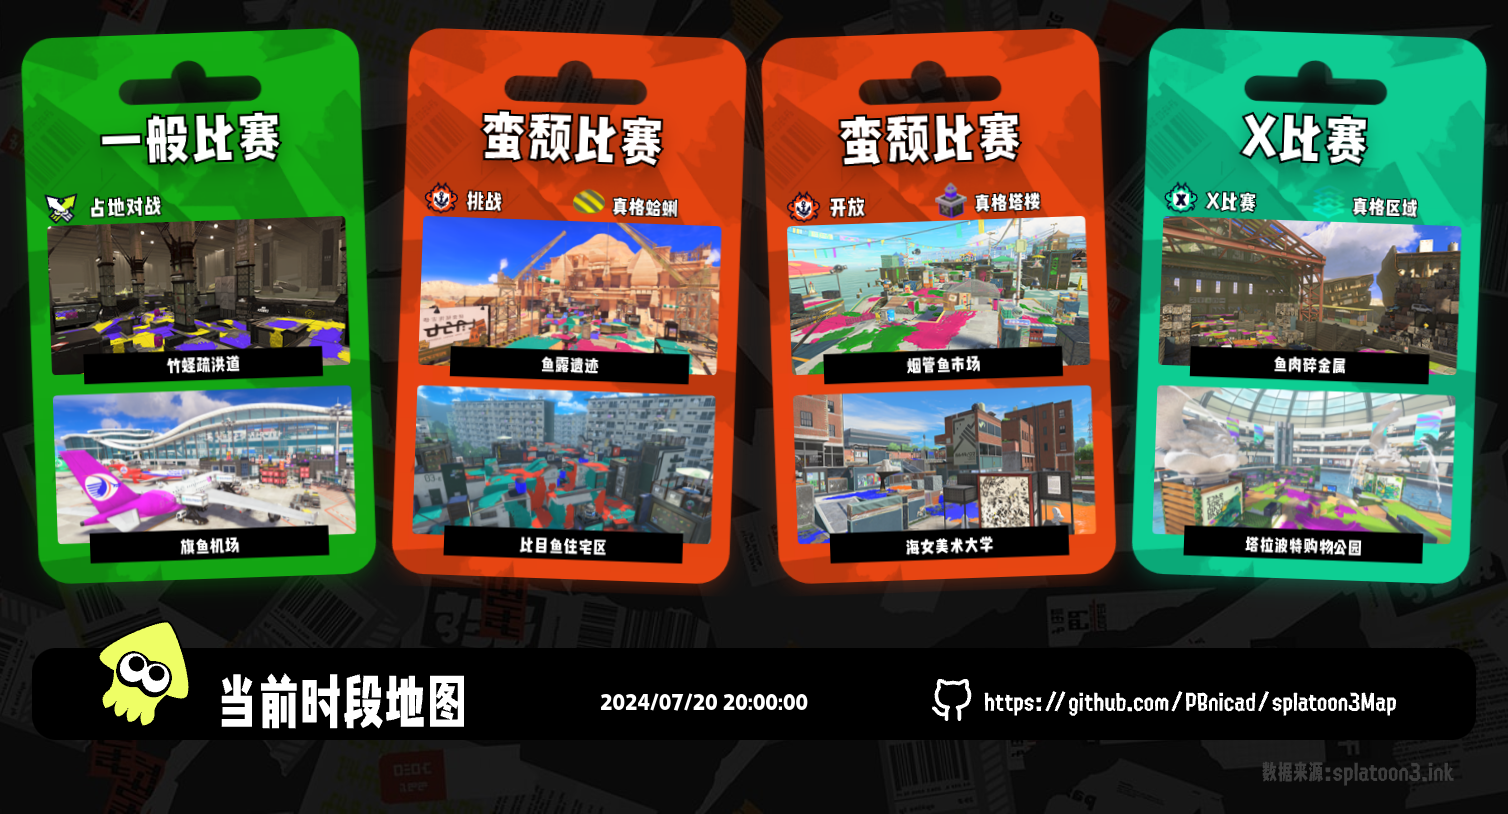 一般比赛
占地对战
竹蛏疏洪道
旗鱼机场
蛮颓比赛
挑战
真格蛤蜊
鱼露遗迹
比目鱼住宅区
蛮颓比赛
开放
真格塔楼
烟管鱼市场
海女美术大学
X比赛
X比赛
真格区域
鱼肉碎金属
塔拉波特购物公园
当前时段地图
2024/07/20 20:00:00
https://github.com/PBnicad/splatoon3Map
数据来源:splatoon3.ink